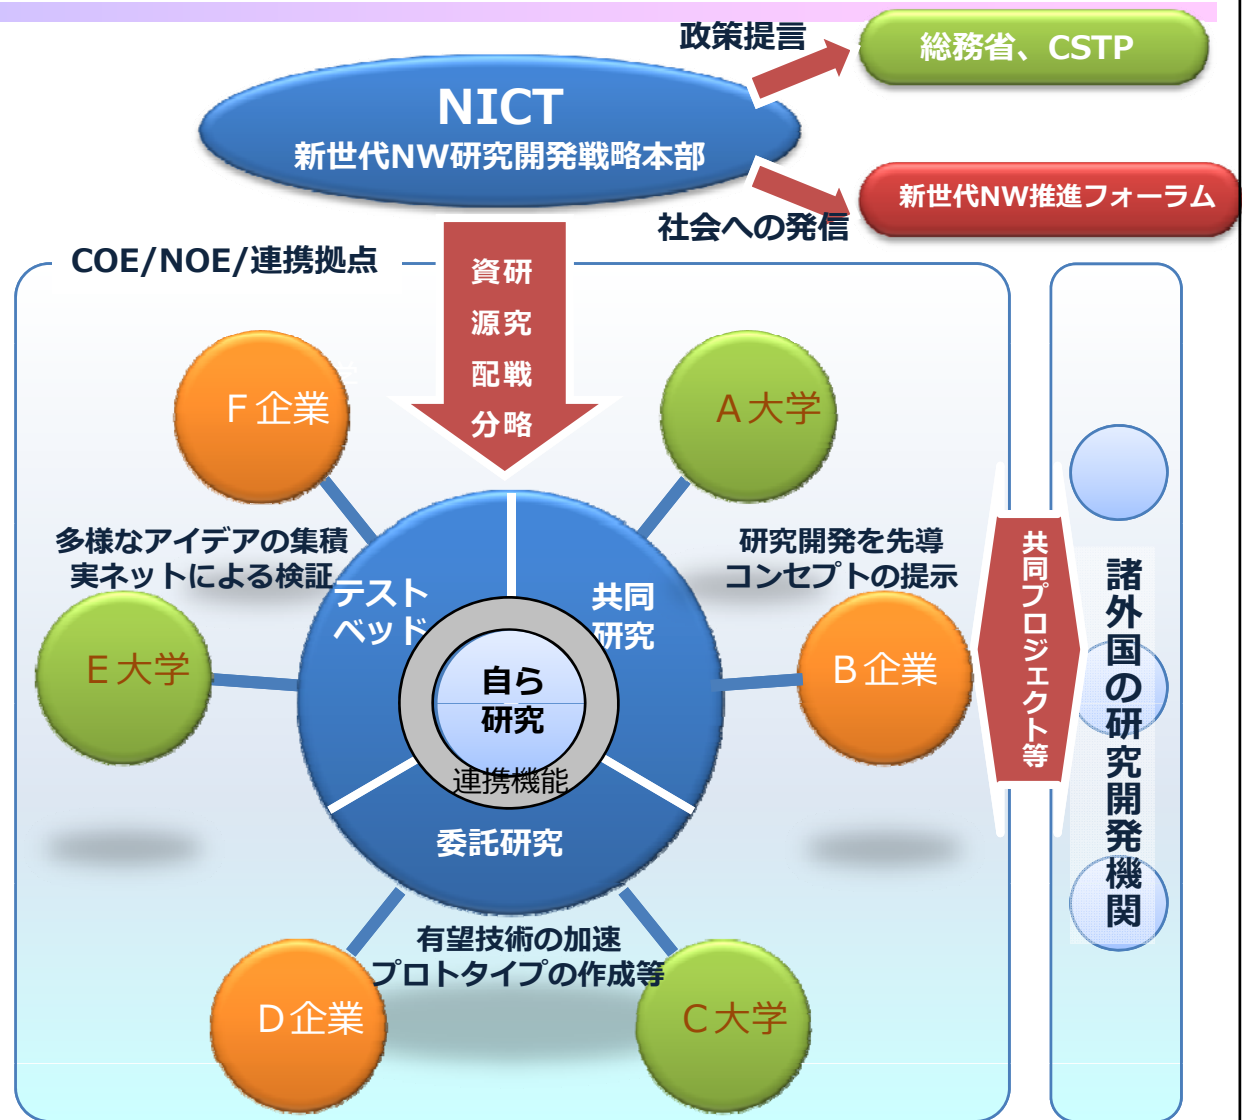 政策提言
総務省、CSTP
NICT
新世代NW研究開発戦略本部
新世代NW推進フォーラム
社会への発信
COE/NOE/連携拠点
研究戦略
資源配分
F企業
A大学
多様なアイデアの集積
実ネットによる検証
研究開発を先導
コンセプトの提示
テスト
ベッド
共同
研究
E大学
自ら
研究
B企業
連携機能
委託研究
共同プロジェクト等
諸外国の研究開発機関
有望技術の加速
プロトタイプの作成等
D企業
C大学